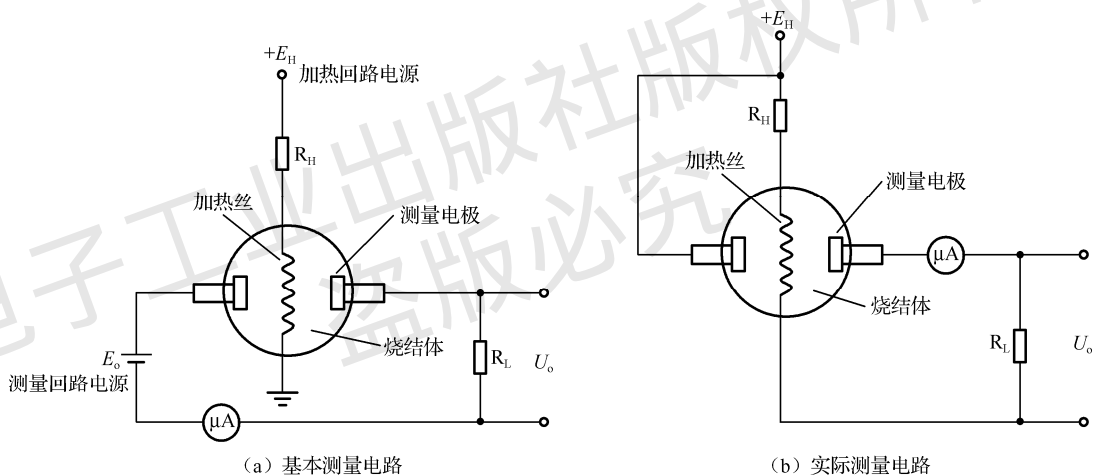 +E_H
加热回路电源
R_H
加热丝
测量电极
烧结体
E_o
测量回路电源
R_L
U_o
μA
(a) 基本测量电路
+E_H
R_H
加热丝
测量电极
μA
烧结体
R_L
U_o
(b) 实际测量电路
电子工业出版社版权所有
盗版必究